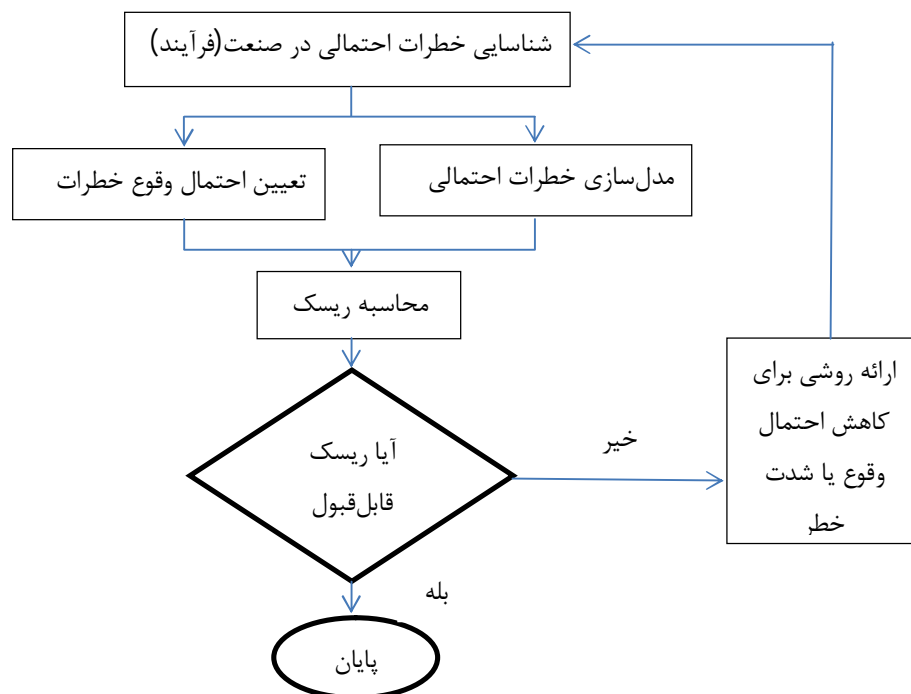 شناسایی خطرات احتمالی در صنعت(فرآیند)
مدل‌سازی خطرات احتمالی
تعیین احتمال وقوع خطرات
محاسبه ریسک
آیا ریسک
قابل‌قبول
خیر
ارائه روشی برای
کاهش احتمال
وقوع یا شدت
خطر
بله
پایان